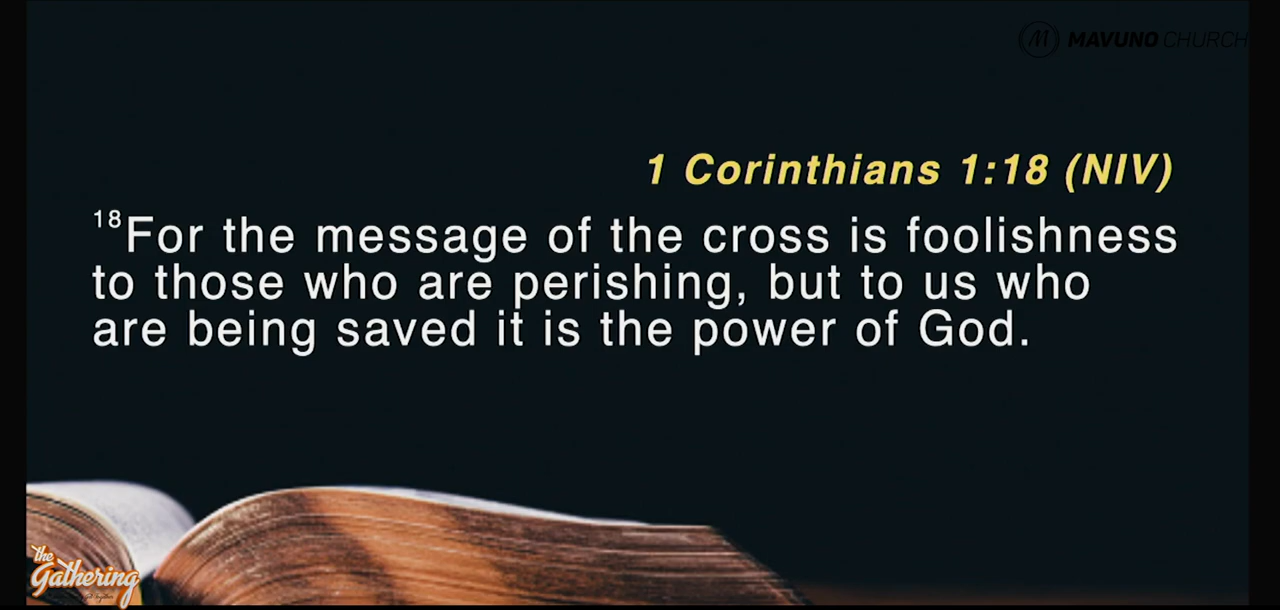 MAVUNO CHURCH
1 Corinthians 1:18 (NIV)
18For the message of the cross is foolishness
to those who are perishing, but to us who
are being saved it is the power of God.
the
Gathering